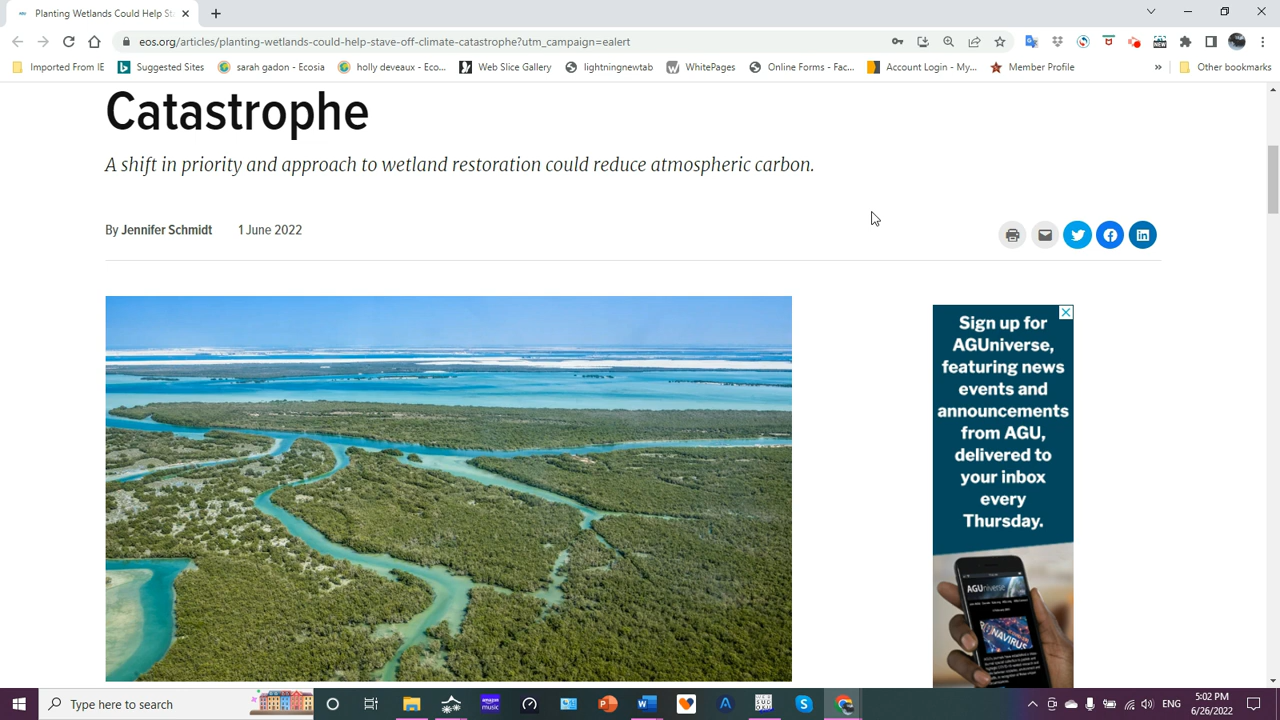 Planting Wetlands Could Help St
eos.org/articles/planting-wetlands-could-help-stave-off-climate-catastrophe?utm_campaign=ealert
Imported From IE
Suggested Sites
sarah gadon - Ecosia
holly deveaux - Eco...
Web Slice Gallery
lightningnewtab
WhitePages
Online Forms - Fac...
Account Login - My...
Member Profile
»
Other bookmarks
Catastrophe
A shift in priority and approach to wetland restoration could reduce atmospheric carbon.
By Jennifer Schmidt 1 June 2022
Sign up for
AGUniverse,
featuring news
events and
announcements
from AGU,
delivered to
your inbox
every
Thursday.
AGUniverse
Type here to search
ENG
5:02 PM
6/26/2022